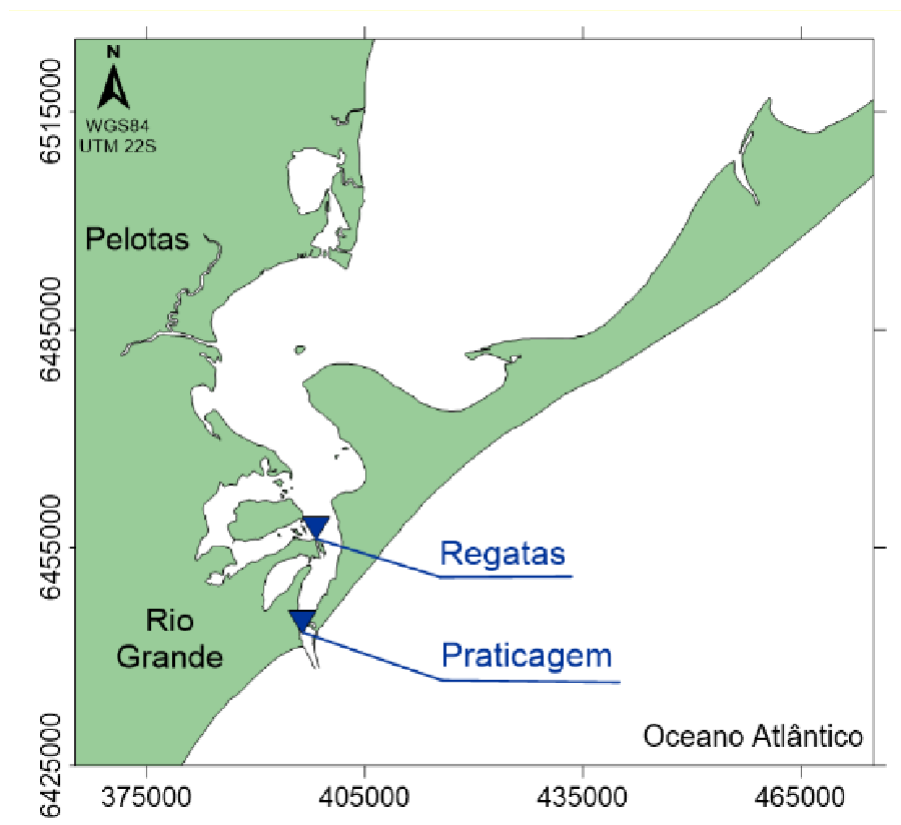 N
WGS84
UTM 22S
Pelotas
Regatas
Rio
Grande
Praticagem
Oceano Atlântico
6515000
6485000
6455000
6425000
375000
405000
435000
465000